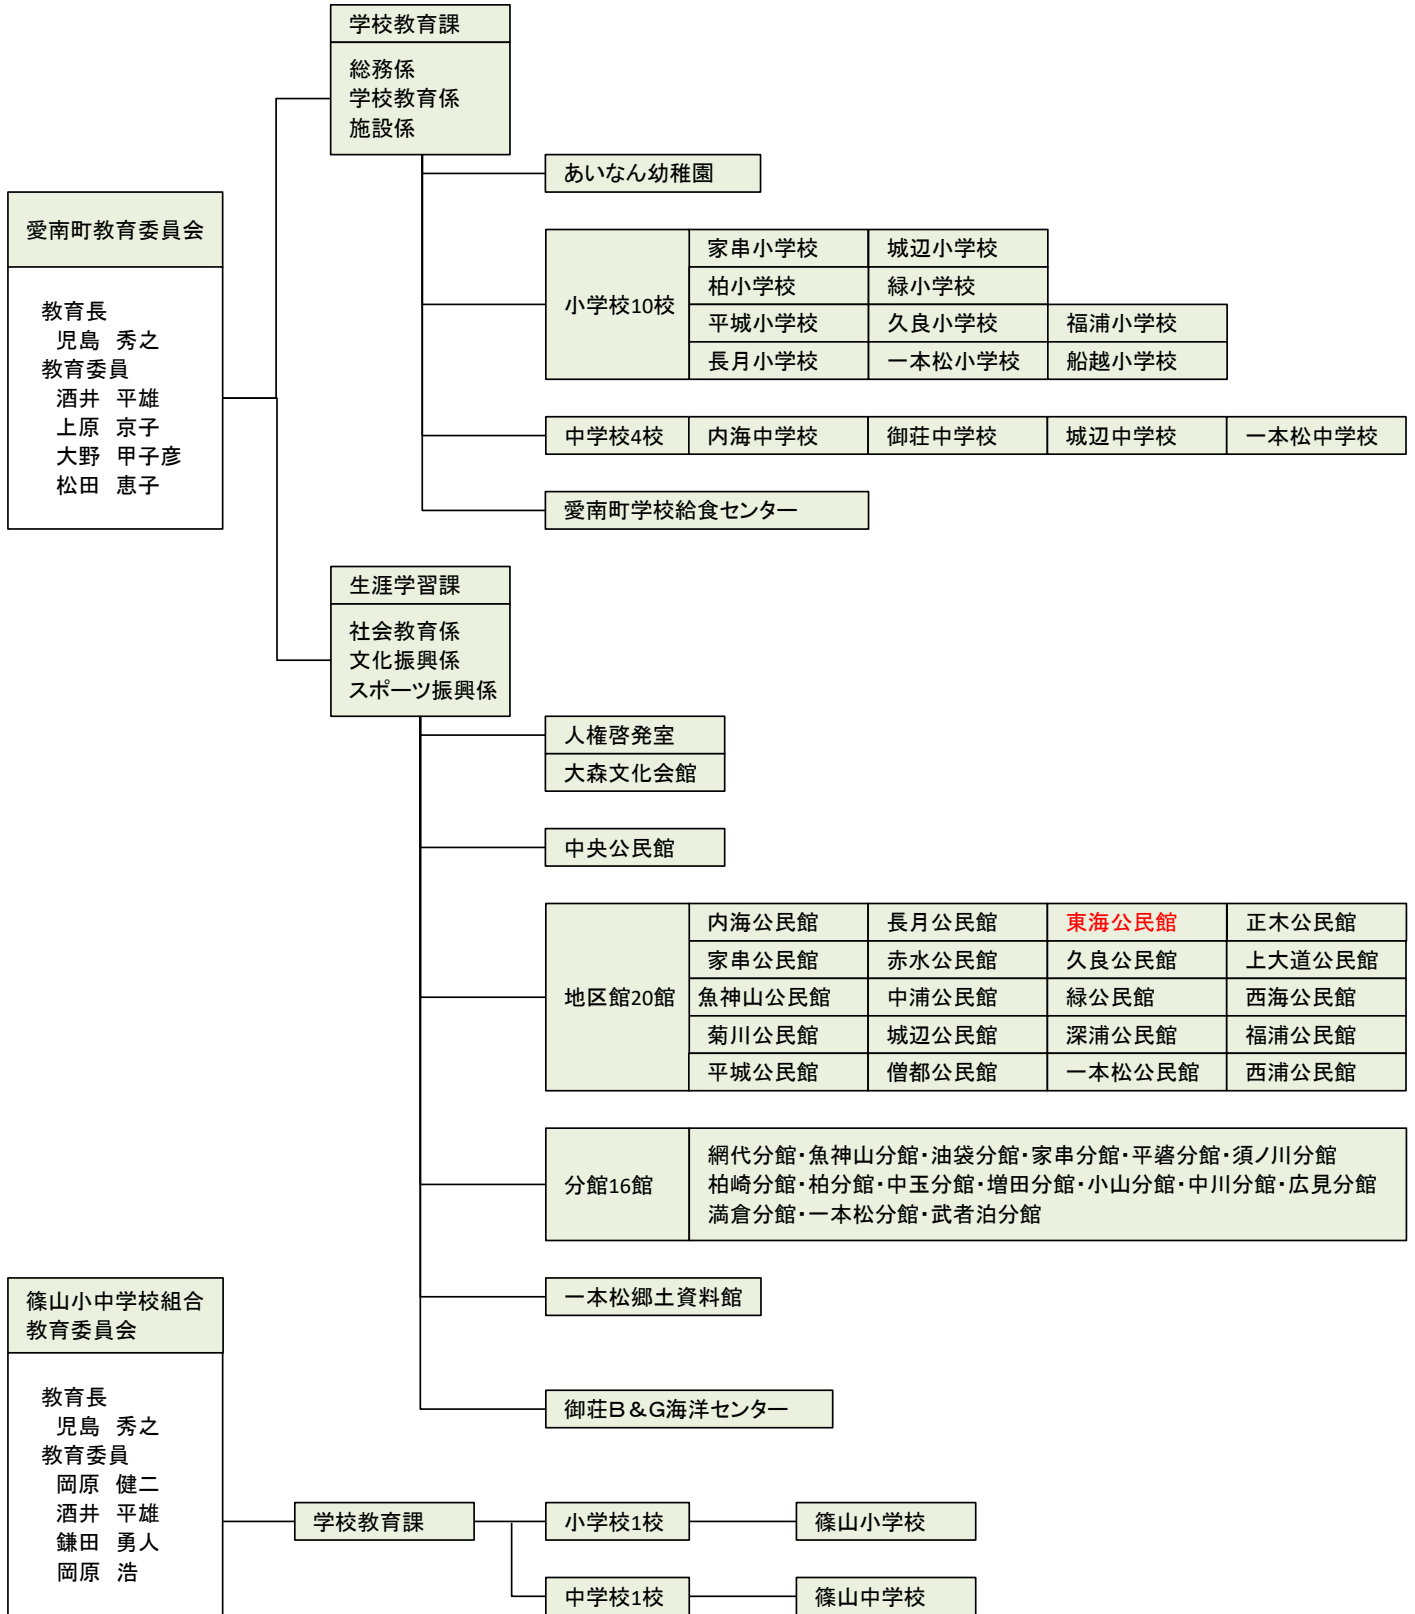 学校教育課
総務係
学校教育係
施設係
あいなん幼稚園
愛南町教育委員会
教育長
児島　秀之
教育委員
酒井　平雄
上原　京子
大野　甲子彦
松田　恵子
小学校10校
家串小学校　城辺小学校
柏小学校　緑小学校
平城小学校　久良小学校　福浦小学校
長月小学校　一本松小学校　船越小学校
中学校4校　内海中学校　御荘中学校　城辺中学校　一本松中学校
愛南町学校給食センター
生涯学習課
社会教育係
文化振興係
スポーツ振興係
人権啓発室
大森文化会館
中央公民館
地区館20館
内海公民館　長月公民館　東海公民館　正木公民館
家串公民館　赤水公民館　久良公民館　上大道公民館
魚神山公民館　中浦公民館　緑公民館　西海公民館
菊川公民館　城辺公民館　深浦公民館　福浦公民館
平城公民館　僧都公民館　一本松公民館　西浦公民館
分館16館
網代分館・魚神山分館・油袋分館・家串分館・平碆分館・須ノ川分館
柏崎分館・柏分館・中玉分館・増田分館・小山分館・中川分館・広見分館
満倉分館・一本松分館・武者泊分館
一本松郷土資料館
御荘Ｂ＆Ｇ海洋センター
篠山小中学校組合
教育委員会
教育長
児島　秀之
教育委員
岡原　健二
酒井　平雄
鎌田　勇人
岡原　浩
学校教育課
小学校1校　篠山小学校
中学校1校　篠山中学校